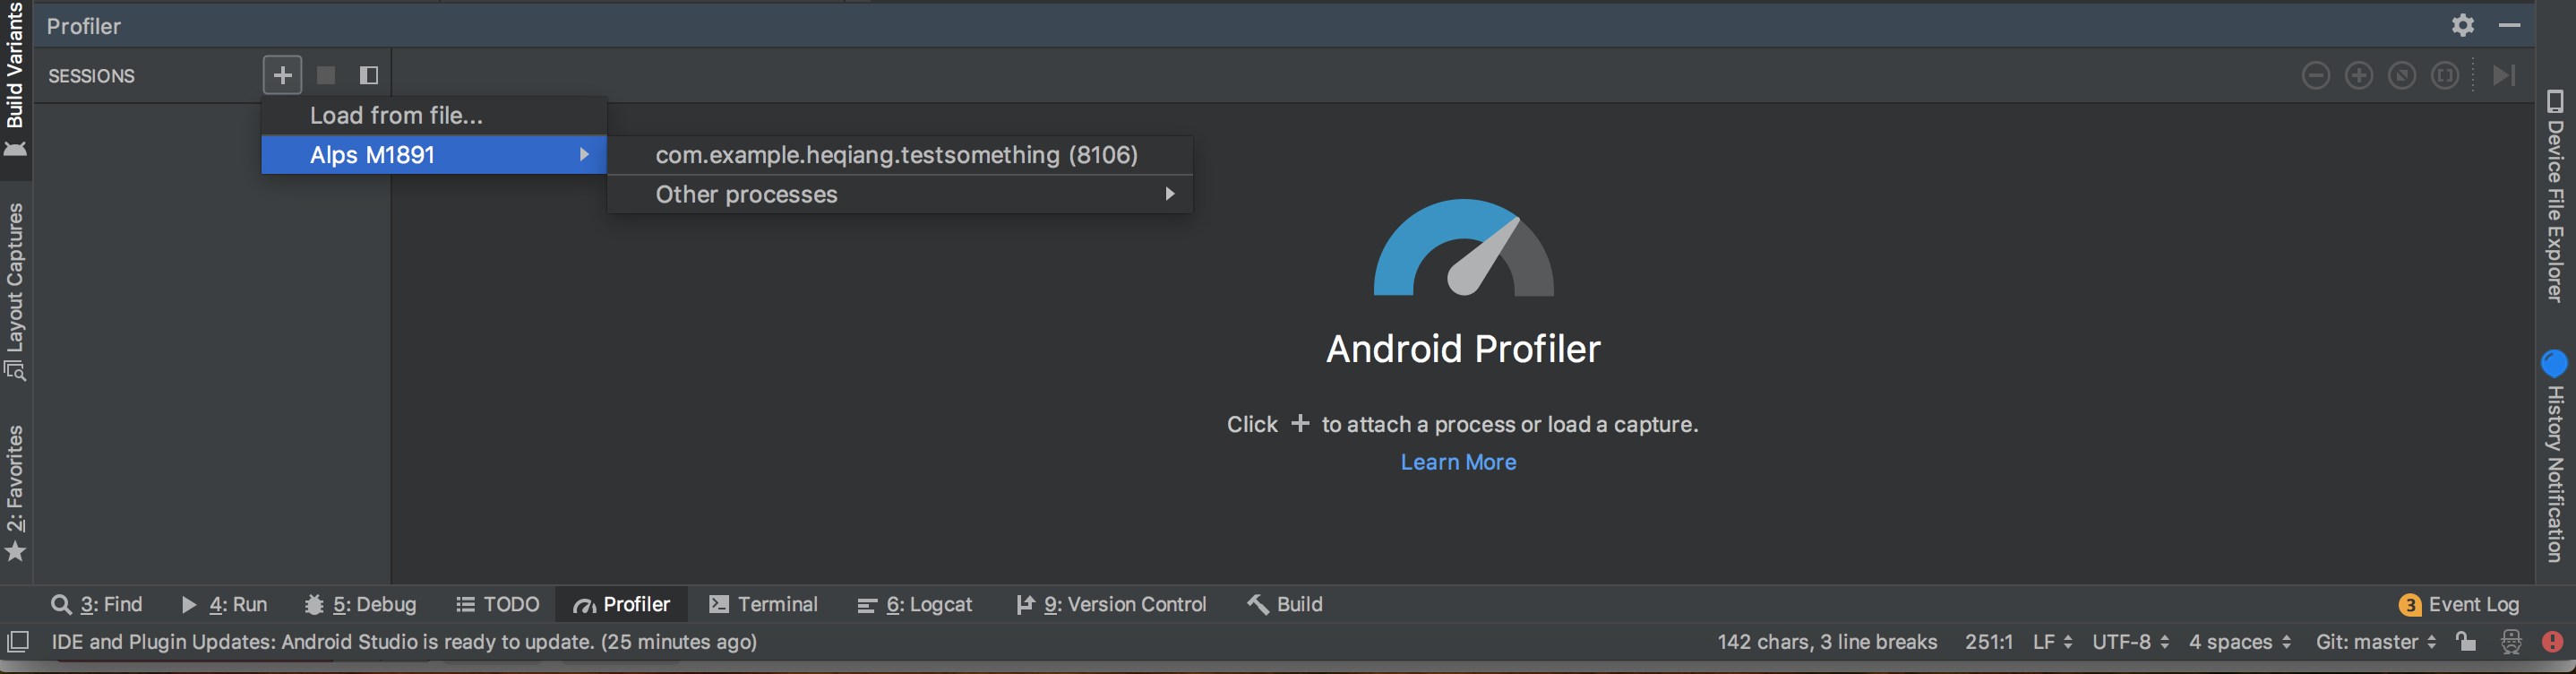 Profiler
SESSIONS
Load from file...
Alps M1891
com.example.heqiang.testsomething (8106)
Other processes
Android Profiler
Click + to attach a process or load a capture.
Learn More
Build Variants
Layout Captures
2: Favorites
Device File Explorer
History Notification
3: Find
4: Run
5: Debug
TODO
Profiler
Terminal
6: Logcat
9: Version Control
Build
3 Event Log
IDE and Plugin Updates: Android Studio is ready to update. (25 minutes ago)
142 chars, 3 line breaks
251:1
LF
UTF-8
4 spaces
Git: master